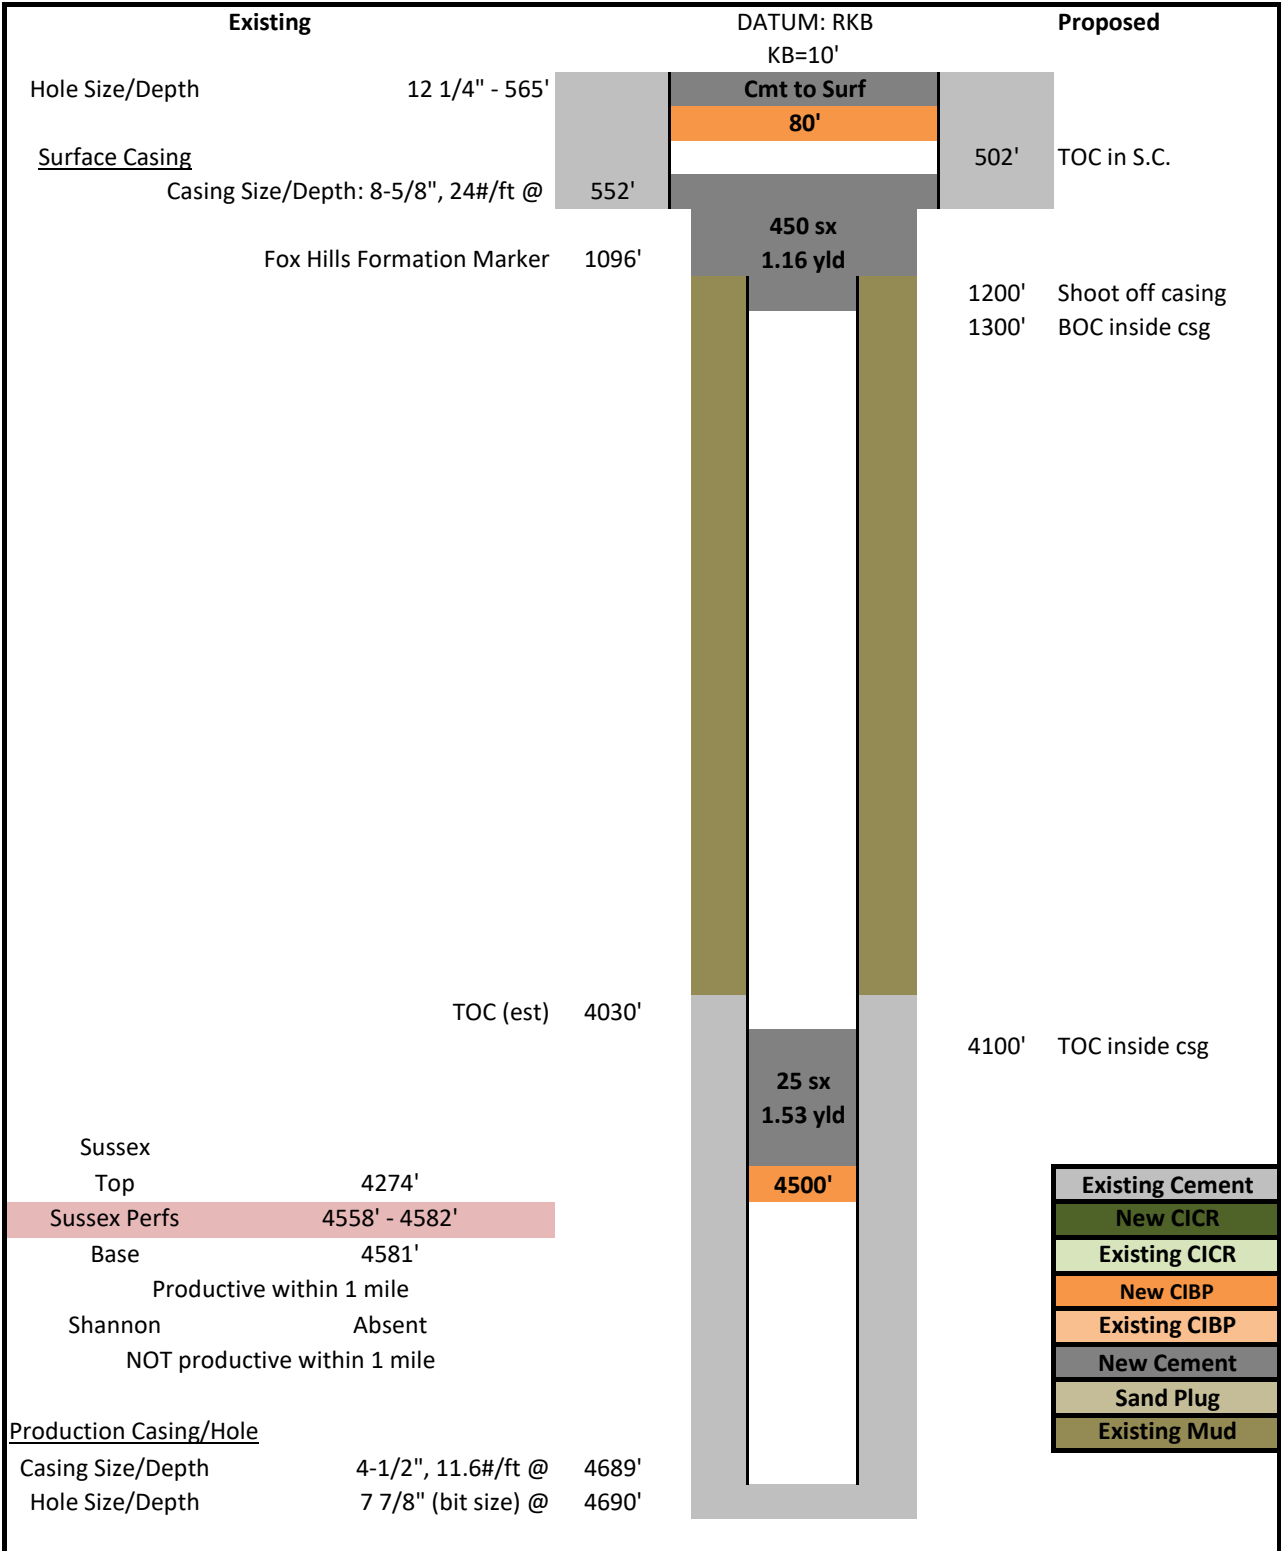 Existing DATUM: RKB Proposed
KB=10'
Hole Size/Depth 12 1/4" - 565' Cmt to Surf
80'
Surface Casing 502' TOC in S.C.
Casing Size/Depth: 8-5/8", 24#/ft @ 552'
450 sx
Fox Hills Formation Marker 1096' 1.16 yld
1200' Shoot off casing
1300' BOC inside csg
TOC (est) 4030'
4100' TOC inside csg
25 sx
1.53 yld
Sussex
Top 4274' 4500' Existing Cement
Sussex Perfs 4558' - 4582' New CICR
Base 4581' Existing CICR
Productive within 1 mile New CIBP
Shannon Absent Existing CIBP
NOT productive within 1 mile New Cement
Sand Plug
Production Casing/Hole Existing Mud
Casing Size/Depth 4-1/2", 11.6#/ft @ 4689'
Hole Size/Depth 7 7/8" (bit size) @ 4690'